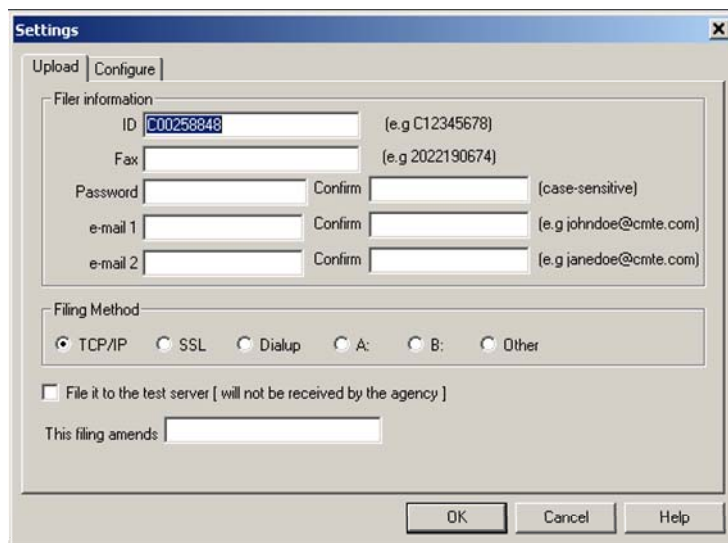 Settings
Upload Configure
Filer information
ID C00258848 (e.g C12345678)
Fax (e.g 2022190674)
Password Confirm (case-sensitive)
e-mail 1 Confirm (e.g johndoe@cmte.com)
e-mail 2 Confirm (e.g janedoe@cmte.com)
Filing Method
TCP/IP SSL Dialup A: B: Other
File it to the test server [ will not be received by the agency ]
This filing amends
OK Cancel Help